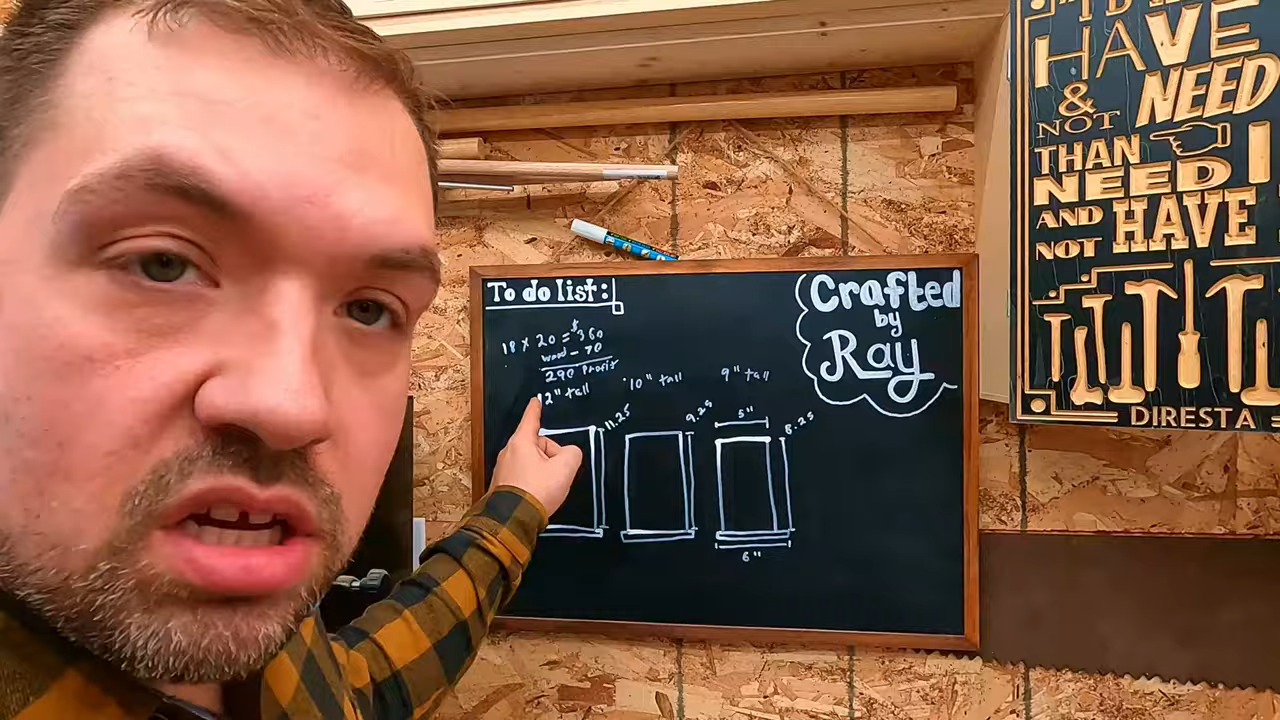 To do list:
18 x 20 = $360
wood - 70
290 Profit
12" tall
10" tall
9" tall
11.25
9.25
5"
8.25
6"
Crafted
by
Ray
HAVE
& NEED
NOT
THAN I
NEED
AND HAVE
NOT
DIRESTA